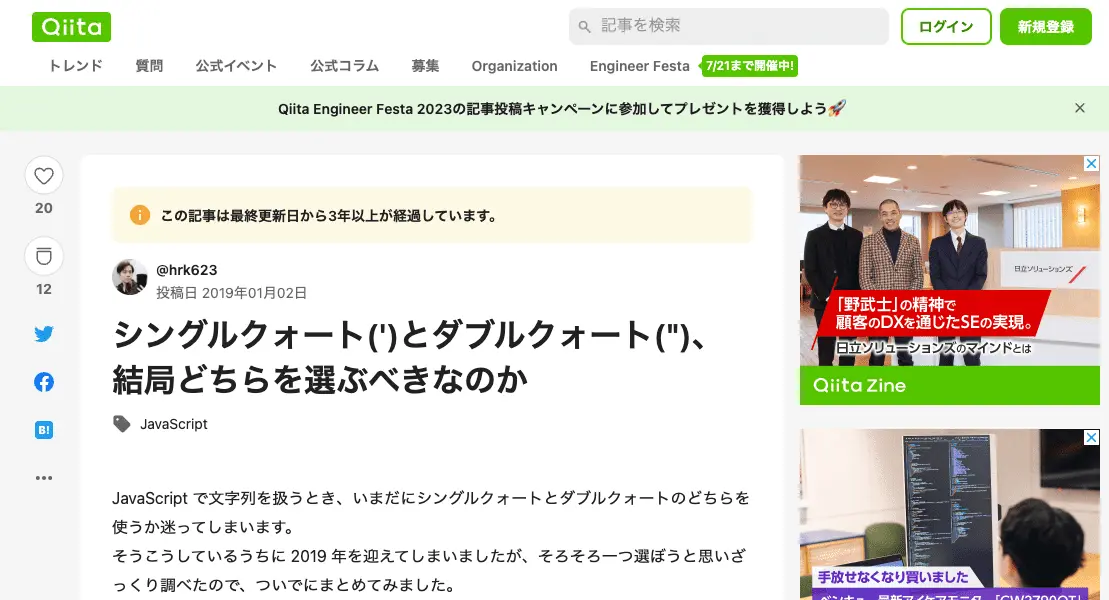 Qiita
記事を検索
ログイン
新規登録
トレンド
質問
公式イベント
公式コラム
募集
Organization
Engineer Festa
7/21まで開催中!
Qiita Engineer Festa 2023の記事投稿キャンペーンに参加してプレゼントを獲得しよう🚀
20
12
B!
この記事は最終更新日から3年以上が経過しています。
@hrk623
投稿日 2019年01月02日
シングルクォート(')とダブルクォート(")、
結局どちらを選ぶべきなのか
JavaScript
JavaScript で文字列を扱うとき、いまだにシングルクォートとダブルクォートのどちらを
使うか迷ってしまいます。
そうこうしているうちに 2019 年を迎えてしまいましたが、そろそろ一つ選ぼうと思いざ
っくり調べたので、ついでにまとめてみました。
日立ソリューションズ
「野武士」の精神で
顧客のDXを通じたSEの実現。
日立ソリューションズのマインドとは
Qiita Zine
手放せなくなり買いました